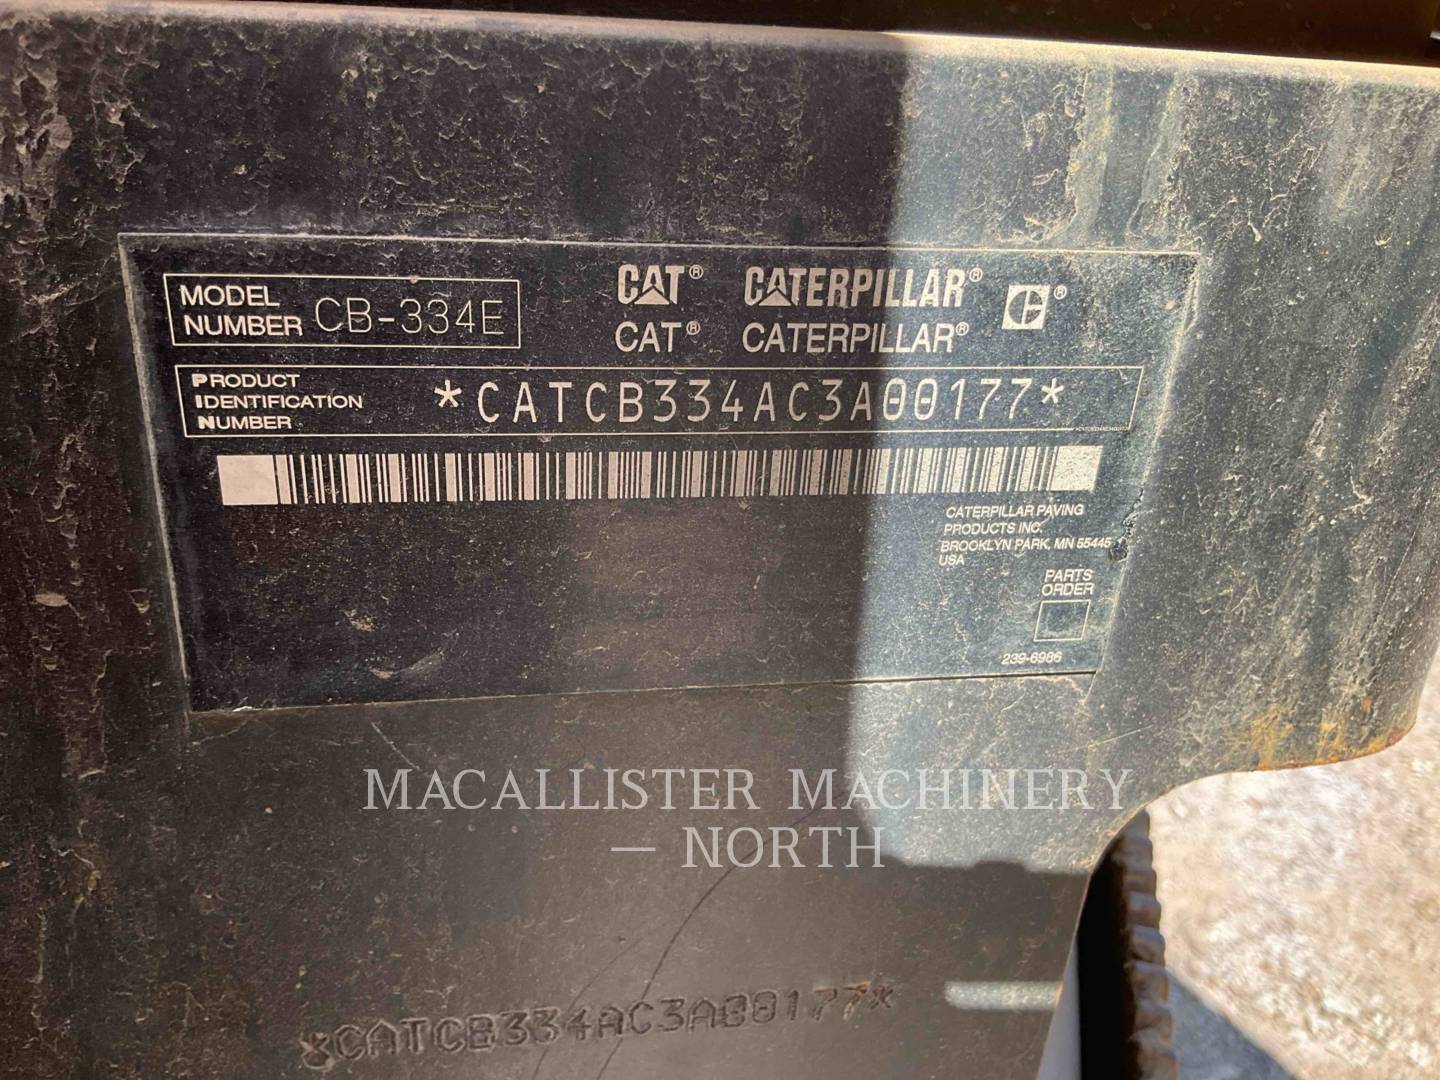 MODEL NUMBER CB-334E
CAT® CATERPILLAR® C®
CAT® CATERPILLAR®
PRODUCT
IDENTIFICATION
NUMBER
*CATCB334AC3A00177*
CATERPILLAR PAVING
PRODUCTS INC.
BROOKLYN PARK, MN 55445
USA
PARTS
ORDER
239-6986
MACALLISTER MACHINERY
— NORTH
*CATCB334AC3A00177*